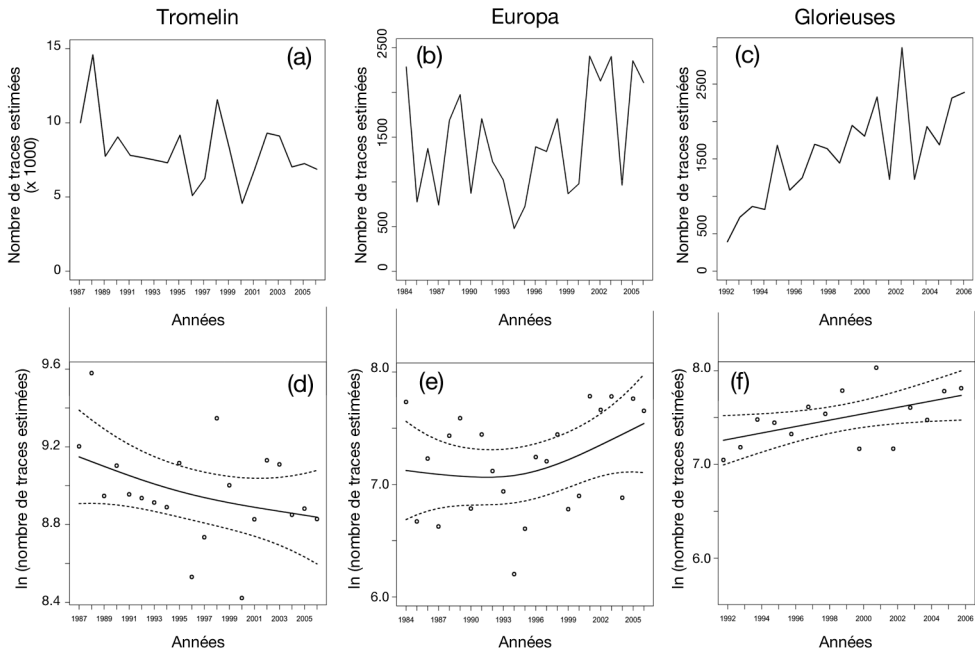 Tromelin
Europa
Glorieuses
Nombre de traces estimées
(x 1000)
15
10
5
0
(a)
1987 1989 1991 1993 1995 1997 1999 2001 2003 2005
Années
Nombre de traces estimées
2500
1500
500
0
(b)
1984 1987 1990 1993 1996 1999 2002 2005
Années
Nombre de traces estimées
2500
1500
500
0
(c)
1992 1994 1996 1998 2000 2002 2004 2006
Années
ln (nombre de traces estimées)
9.6
9.2
8.8
8.4
(d)
1987 1989 1991 1993 1995 1997 1999 2001 2003 2005
Années
ln (nombre de traces estimées)
8.0
7.0
6.0
(e)
1984 1987 1990 1993 1996 1999 2002 2005
Années
ln (nombre de traces estimées)
8.0
7.0
6.0
(f)
1992 1994 1996 1998 2000 2002 2004 2006
Années